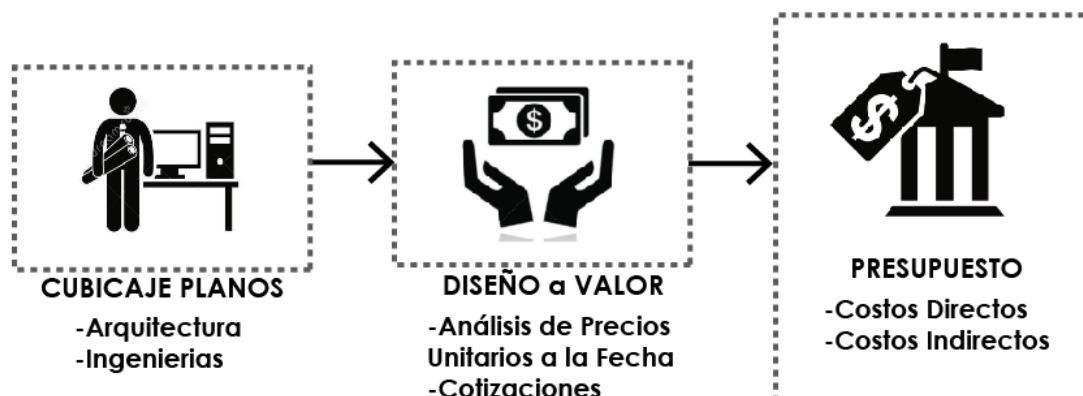 CUBICAJE PLANOS
-Arquitectura
-Ingenierias
DISEÑO a VALOR
-Análisis de Precios
Unitarios a la Fecha
-Cotizaciones
PRESUPUESTO
-Costos Directos
-Costos Indirectos
$
$